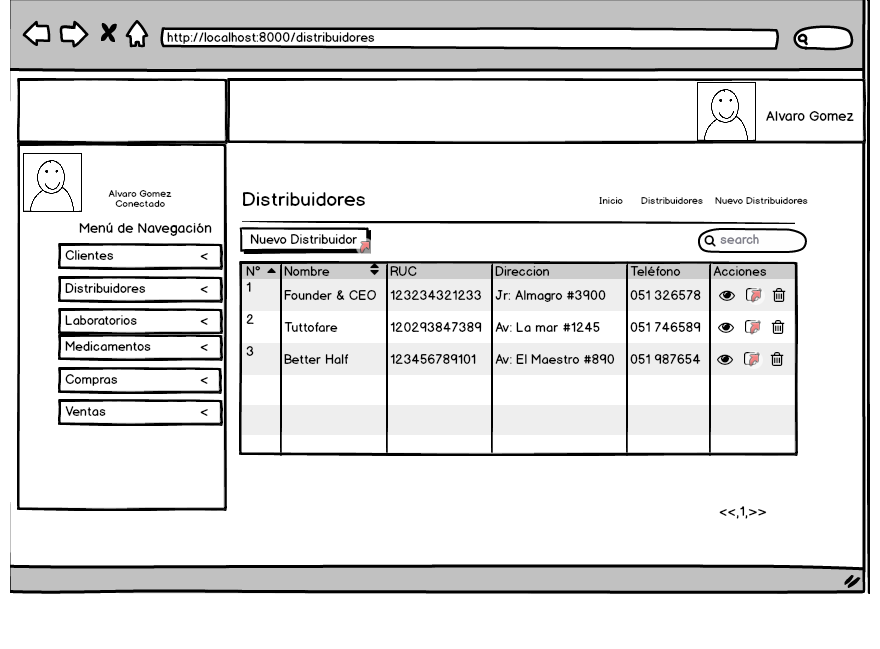 http://localhost:8000/distribuidores
Alvaro Gomez
Alvaro Gomez
Conectado
Menú de Navegación
Clientes <
Distribuidores <
Laboratorios <
Medicamentos <
Compras <
Ventas <
Distribuidores
Inicio Distribuidores Nuevo Distribuidores
Nuevo Distribuidor
search
N° Nombre RUC Direccion Teléfono Acciones
1 Founder & CEO 123234321233 Jr: Almagro #3900 051 326578
2 Tuttofare 120293847389 Av: La mar #1245 051 746589
3 Better Half 123456789101 Av: El Maestro #890 051 987654
<<,1,>>